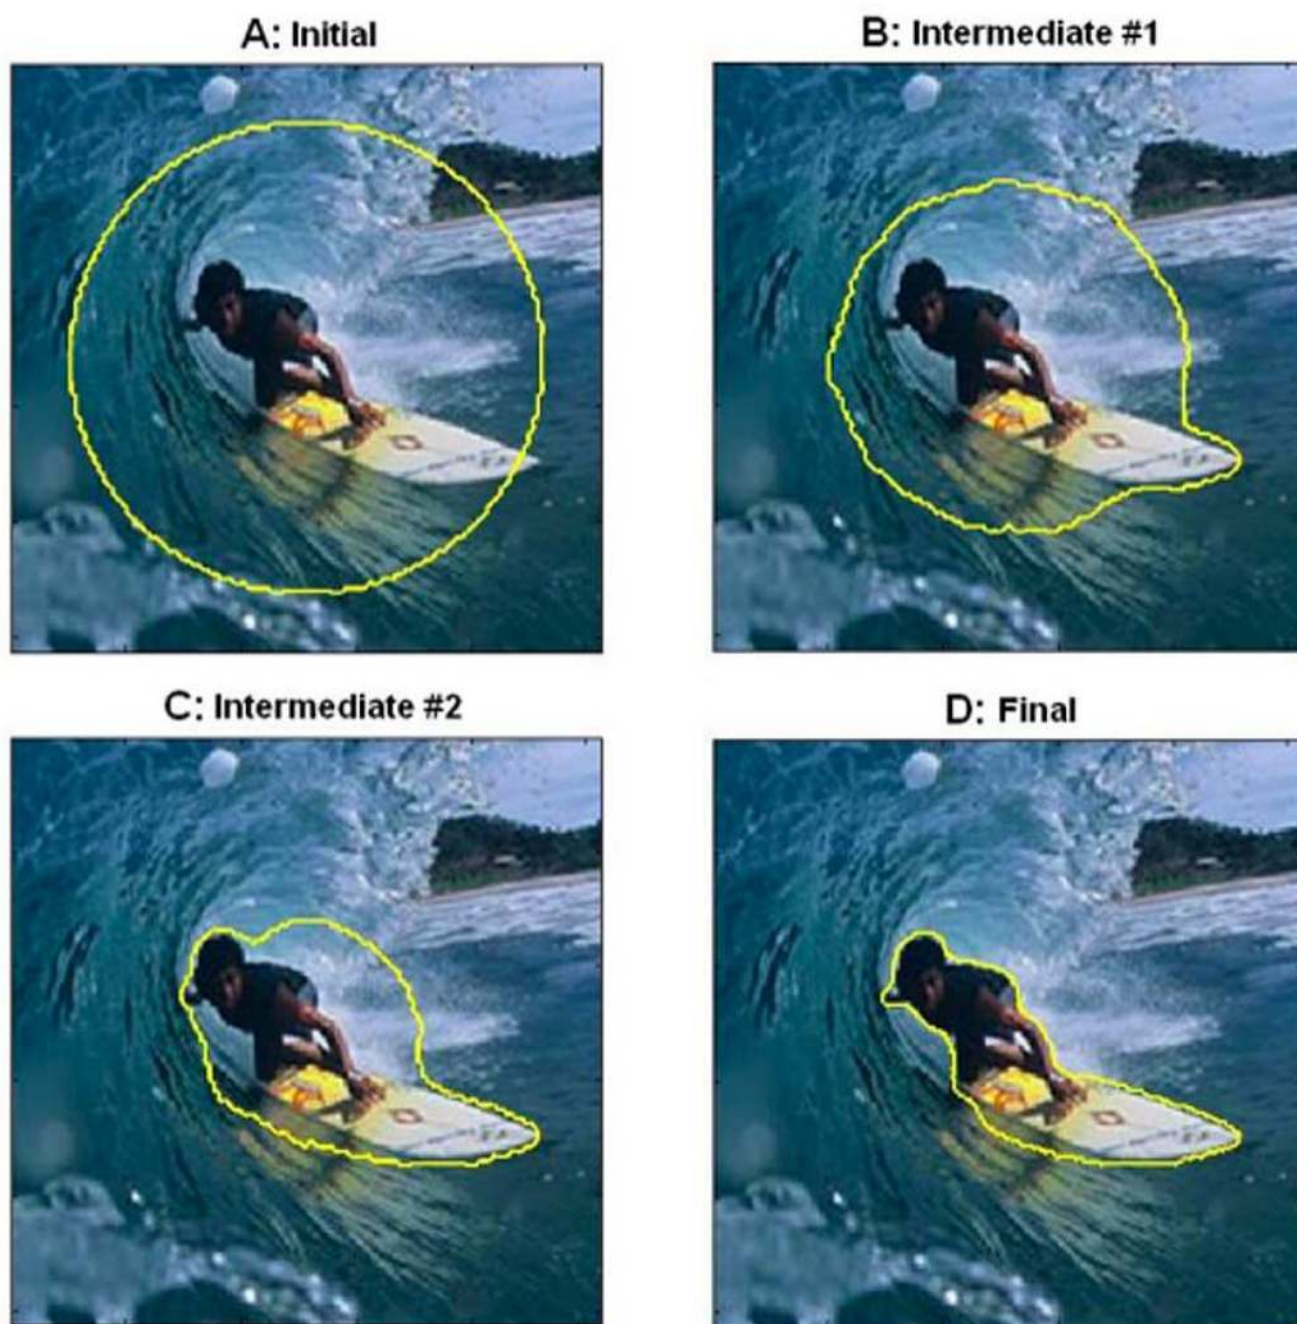 A: Initial
B: Intermediate #1
C: Intermediate #2
D: Final